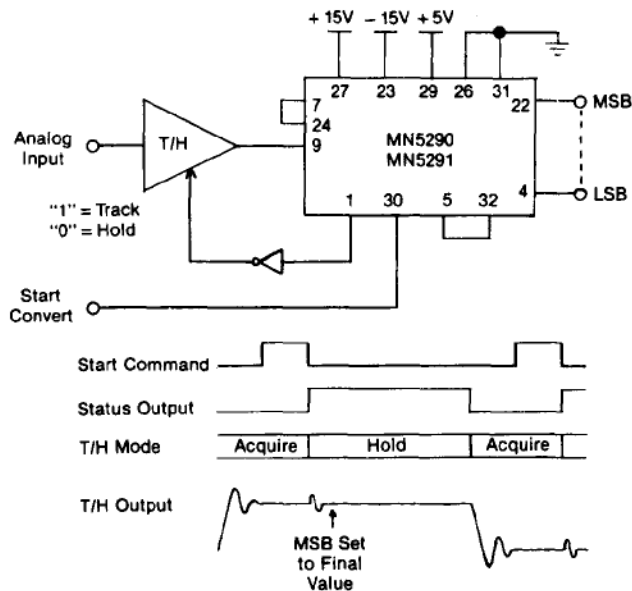 + 15V − 15V +5V
27 23 29 26 31
7
24
9
22
4
MN5290
MN5291
1 30 5 32
MSB
LSB
Analog
Input
T/H
"1" = Track
"0" = Hold
Start
Convert
Start Command
Status Output
T/H Mode
Acquire Hold Acquire
T/H Output
MSB Set
to Final
Value